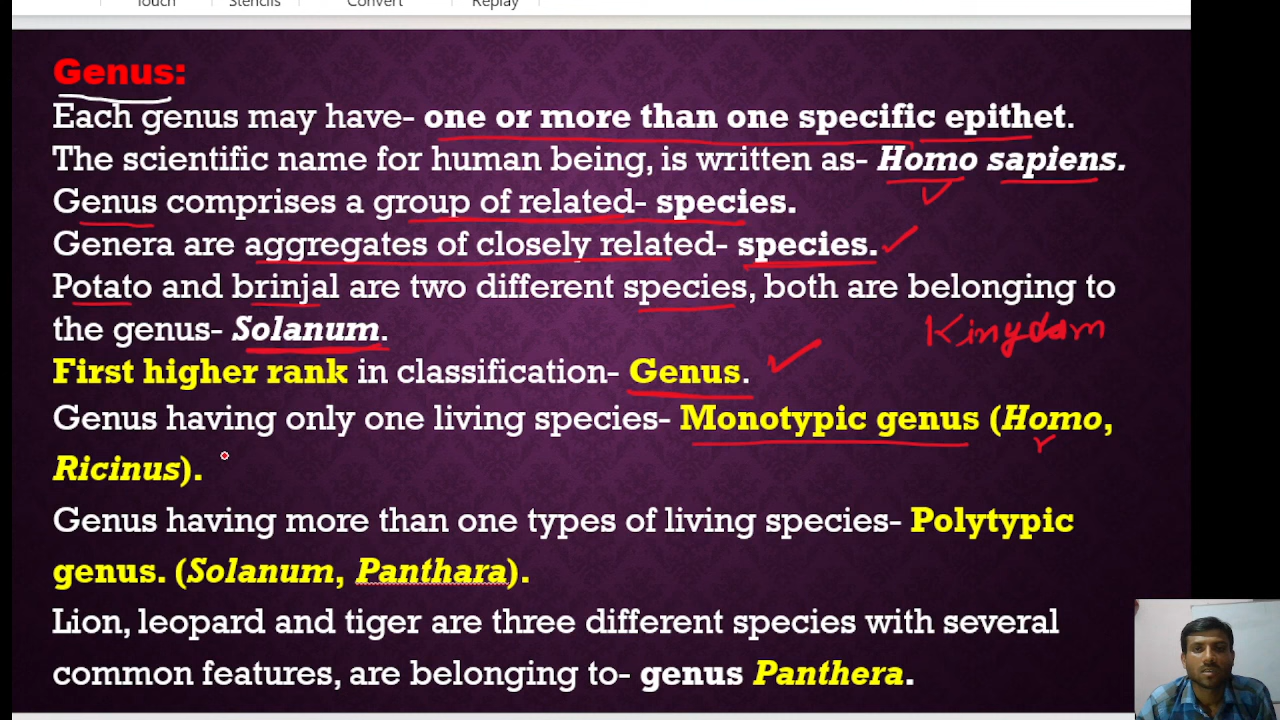 Touch Stencils Convert Replay
Genus:
Each genus may have- one or more than one specific epithet.
The scientific name for human being, is written as- Homo sapiens.
Genus comprises a group of related- species.
Genera are aggregates of closely related- species.
Potato and brinjal are two different species, both are belonging to
the genus- Solanum.
Kingdom
First higher rank in classification- Genus.
Genus having only one living species- Monotypic genus (Homo,
Ricinus).
Genus having more than one types of living species- Polytypic
genus. (Solanum, Panthara).
Lion, leopard and tiger are three different species with several
common features, are belonging to- genus Panthera.